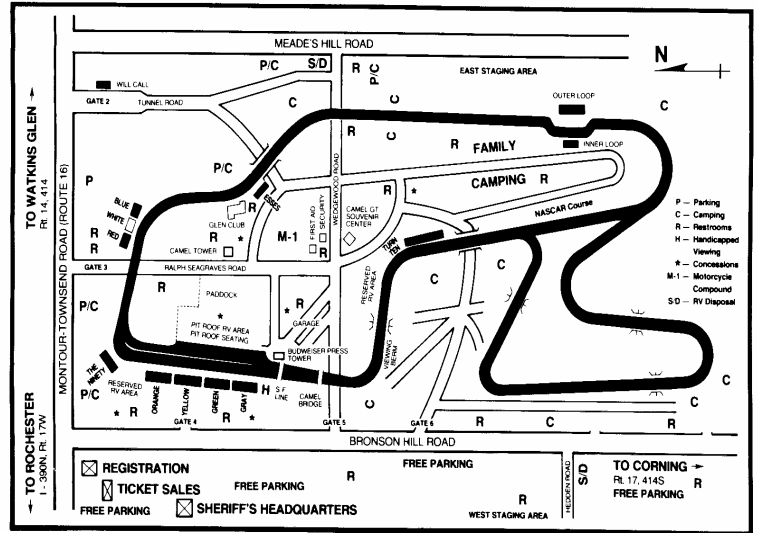 MEADE'S HILL ROAD
P/C
S/D
R
P/C
EAST STAGING AREA
N
WILL CALL
GATE 2
TUNNEL ROAD
C
C
OUTER LOOP
C
TO WATKINS GLEN →
Rt. 14, 414
MONTOUR-TOWNSEND ROAD (ROUTE 16)
P
P/C
R
C
R
FAMILY
CAMPING
R
INNER LOOP
WEDGEWOOD ROAD
ESSES
R
R
*
NASCAR Course
BLUE
WHITE
RED
R
R
GLEN CLUB
R
*
M-1
FIRST AID
SECURITY
R
CAMEL GT
SOUVENIR
CENTER
TURN
TEN
CAMEL TOWER
P – Parking
C – Camping
R – Restrooms
H – Handicapped
Viewing
* – Concessions
M-1 – Motorcycle
Compound
S/D – RV Disposal
GATE 3
RALPH SEAGRAVES ROAD
P/C
R
PADDOCK
*
PIT ROOF RV AREA
PIT ROOF SEATING
*
R
GARAGE
RESERVED
RV AREA
R
C
C
C
C
VIEWING
BERM
BUDWEISER PRESS
TOWER
THE
NINETY
P/C
RESERVED
RV AREA
*
R
ORANGE
YELLOW
GREEN
GRAY
H
S.F.
LINE
CAMEL
BRIDGE
R
*
C
C
C
R
C
R
GATE 4
GATE 5
GATE 6
BRONSON HILL ROAD
← TO ROCHESTER
I - 390N, Rt. 17W
REGISTRATION
TICKET SALES
FREE PARKING
SHERIFF'S HEADQUARTERS
FREE PARKING
R
FREE PARKING
R
WEST STAGING AREA
HEDDEN ROAD
S/D
TO CORNING →
Rt. 17, 414S
FREE PARKING
R